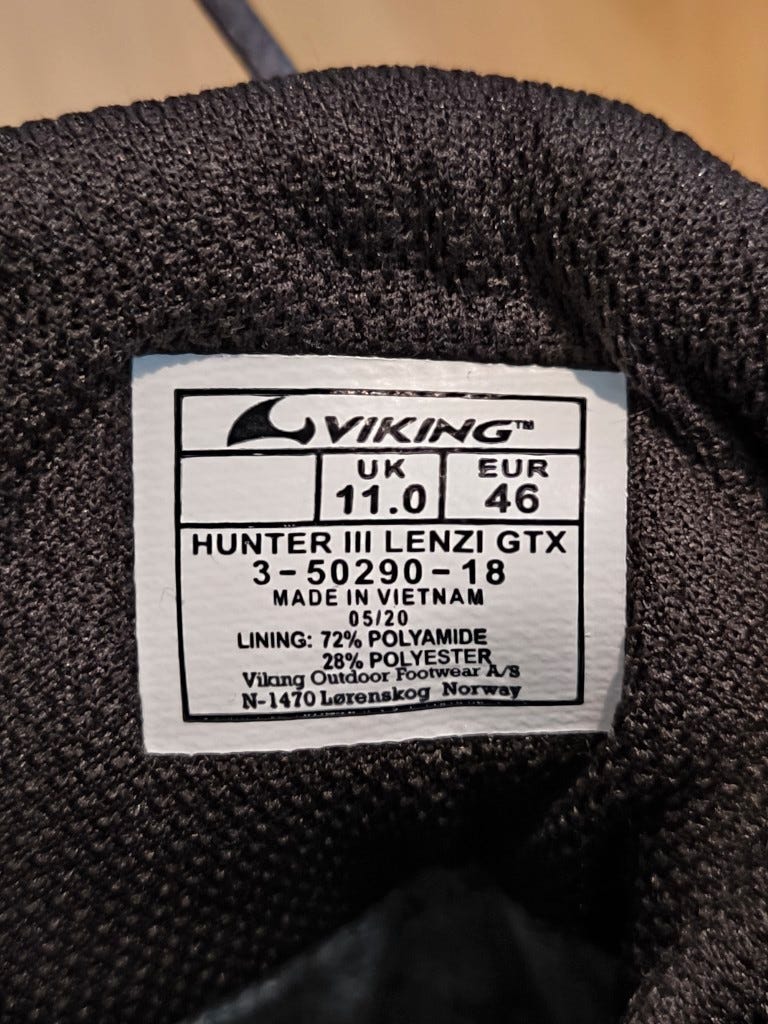 VIKING™
UK EUR
11.0 46
HUNTER III LENZI GTX
3-50290-18
MADE IN VIETNAM
05/20
LINING: 72% POLYAMIDE
28% POLYESTER
Viking Outdoor Footwear A/S
N-1470 Lørenskog Norway